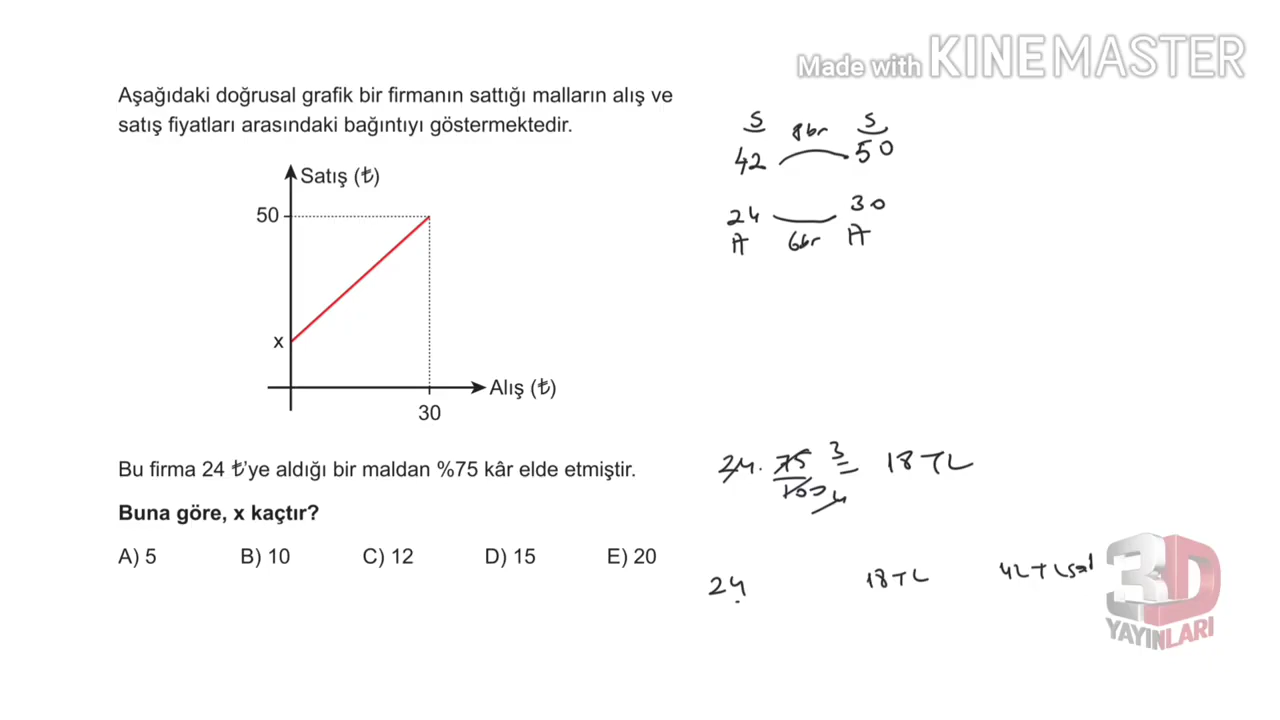 Made with KINEMASTER
Aşağıdaki doğrusal grafik bir firmanın sattığı malların alış ve
satış fiyatları arasındaki bağıntıyı göstermektedir.
Satış (₺)
50
x
Alış (₺)
30
Bu firma 24 ₺'ye aldığı bir maldan %75 kâr elde etmiştir.
Buna göre, x kaçtır?
A) 5 B) 10 C) 12 D) 15 E) 20
S 8br S
42 50
24 30
A 6br A
24. 75 3 = 18 TL
100 4
24 18 TL
3D
YAYINLARI